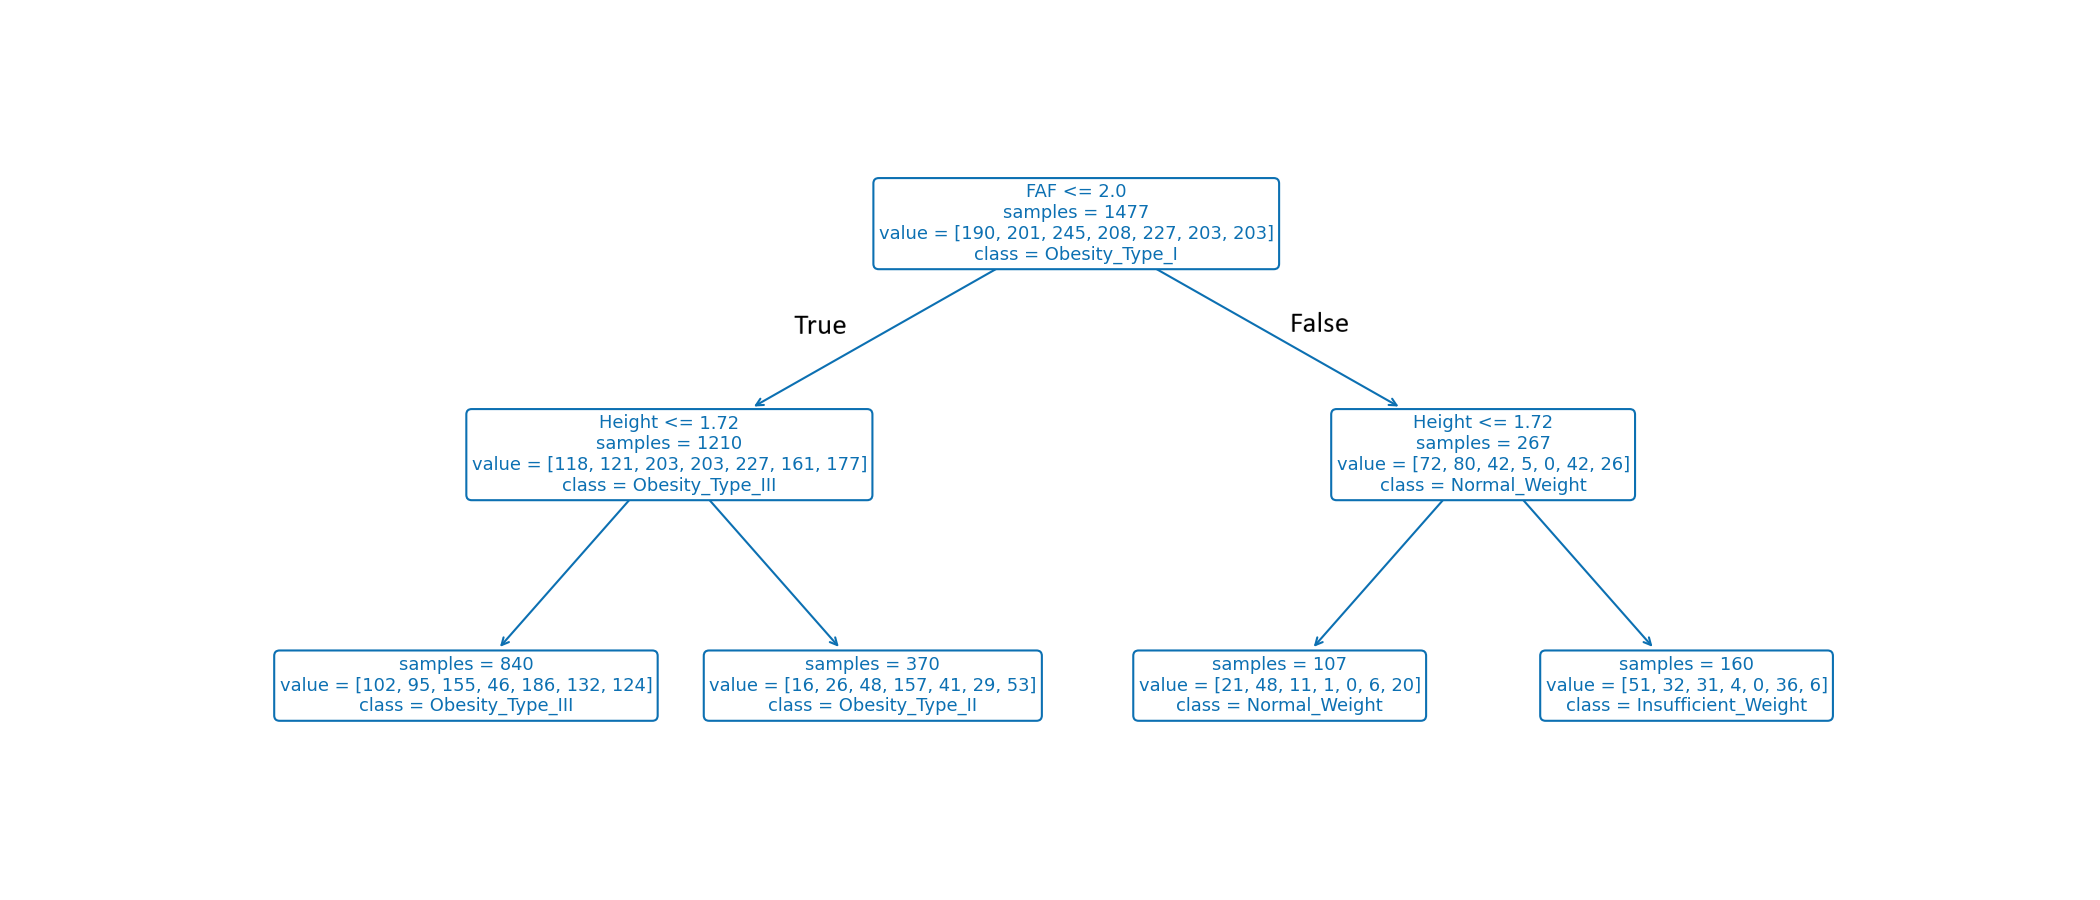 FAF <= 2.0
samples = 1477
value = [190, 201, 245, 208, 227, 203, 203]
class = Obesity_Type_I
True
False
Height <= 1.72
samples = 1210
value = [118, 121, 203, 203, 227, 161, 177]
class = Obesity_Type_III
Height <= 1.72
samples = 267
value = [72, 80, 42, 5, 0, 42, 26]
class = Normal_Weight
samples = 840
value = [102, 95, 155, 46, 186, 132, 124]
class = Obesity_Type_III
samples = 370
value = [16, 26, 48, 157, 41, 29, 53]
class = Obesity_Type_II
samples = 107
value = [21, 48, 11, 1, 0, 6, 20]
class = Normal_Weight
samples = 160
value = [51, 32, 31, 4, 0, 36, 6]
class = Insufficient_Weight